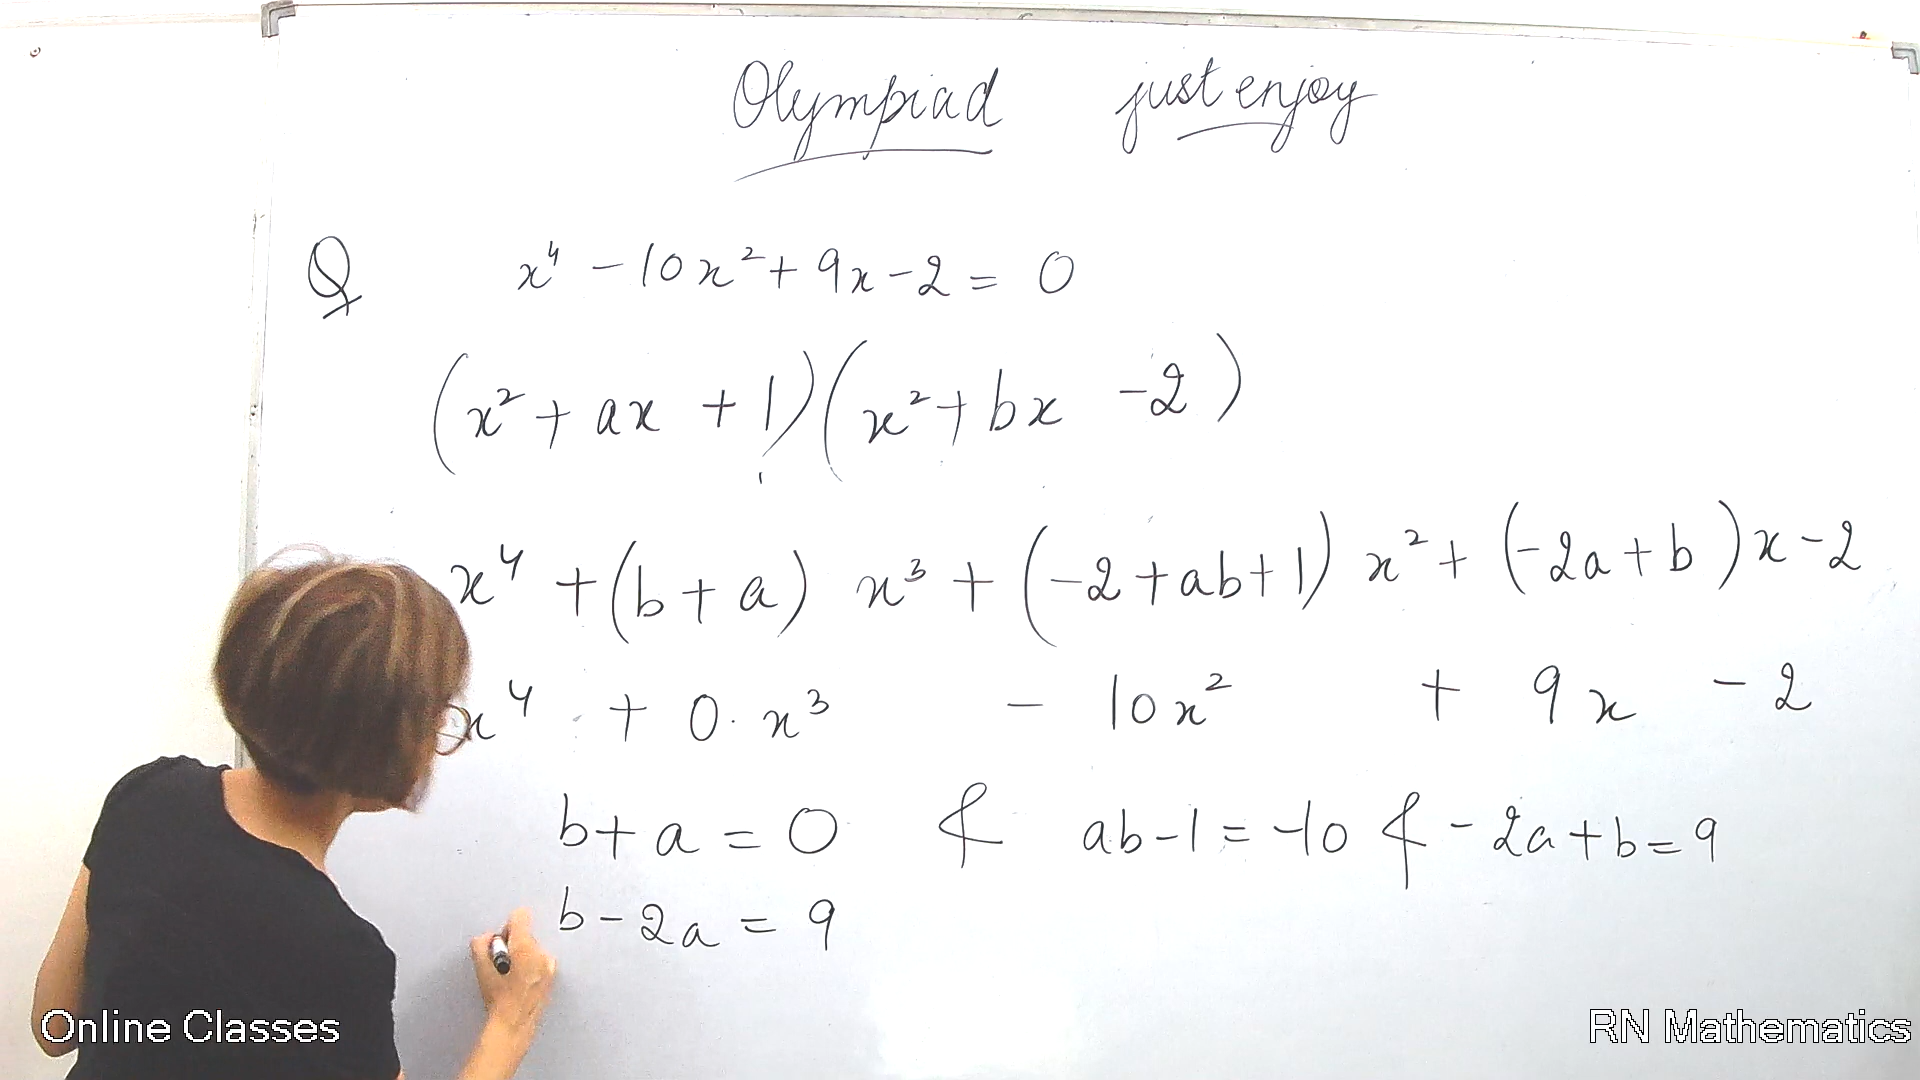 Olympiad just enjoy
Q x⁴ - 10x² + 9x - 2 = 0
(x² + ax + 1)(x² + bx - 2)
x⁴ + (b + a) x³ + (-2 + ab + 1) x² + (-2a + b) x - 2
x⁴ + 0. x³ - 10x² + 9x - 2
b + a = 0 & ab - 1 = -10 & -2a + b = 9
b - 2a = 9
Online Classes
RN Mathematics